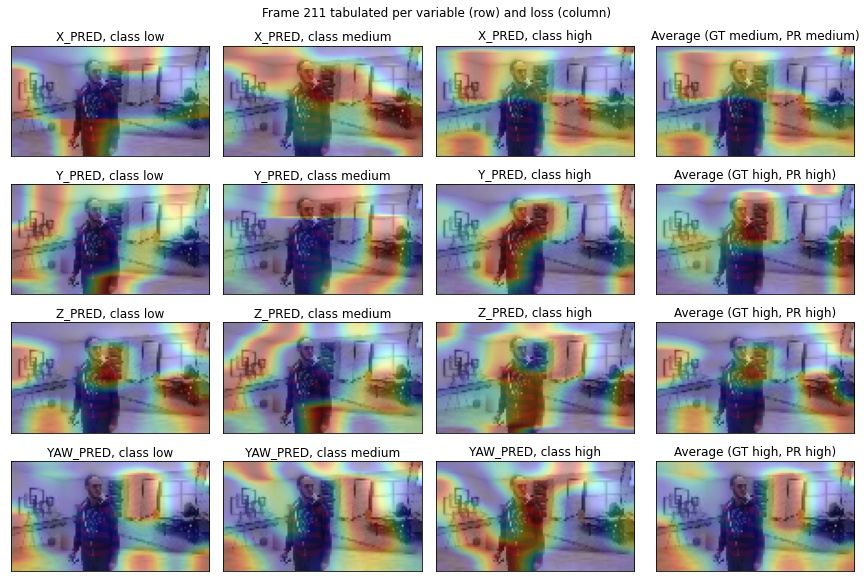 Frame 211 tabulated per variable (row) and loss (column)
X_PRED, class low
X_PRED, class medium
X_PRED, class high
Average (GT medium, PR medium)
Y_PRED, class low
Y_PRED, class medium
Y_PRED, class high
Average (GT high, PR high)
Z_PRED, class low
Z_PRED, class medium
Z_PRED, class high
Average (GT high, PR high)
YAW_PRED, class low
YAW_PRED, class medium
YAW_PRED, class high
Average (GT high, PR high)